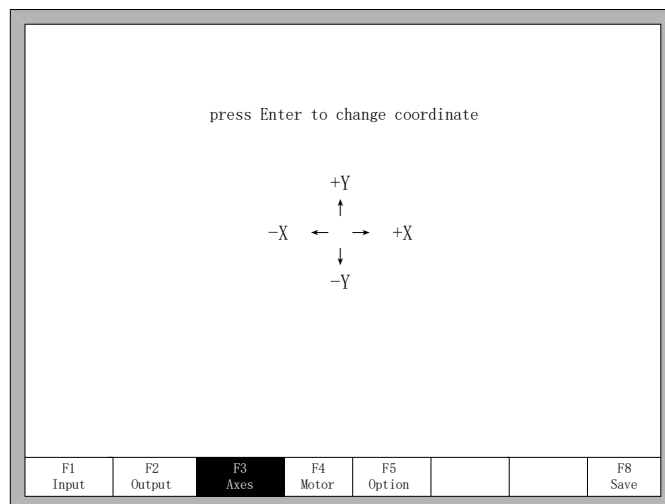 press Enter to change coordinate
+Y
-X +X
-Y
F1 F2 F3 F4 F5 F8
Input Output Axes Motor Option Save